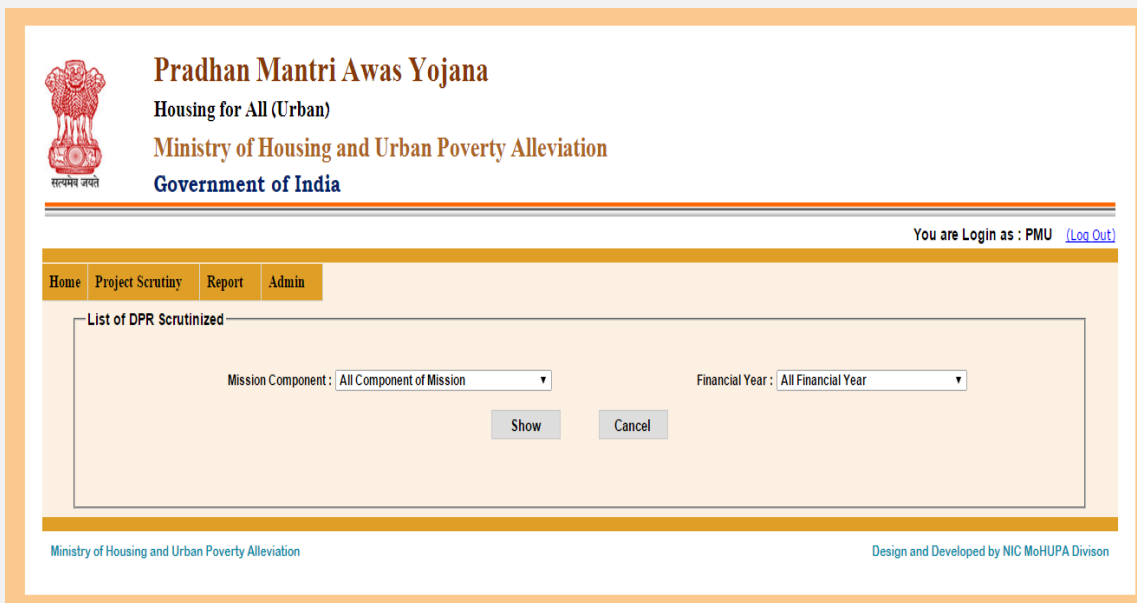 Pradhan Mantri Awas Yojana
Housing for All (Urban)
Ministry of Housing and Urban Poverty Alleviation
Government of India
सत्यमेव जयते
You are Login as : PMU (Log Out)
Home Project Scrutiny Report Admin
List of DPR Scrutinized
Mission Component : All Component of Mission Financial Year : All Financial Year
Show Cancel
Ministry of Housing and Urban Poverty Alleviation Design and Developed by NIC MoHUPA Divison